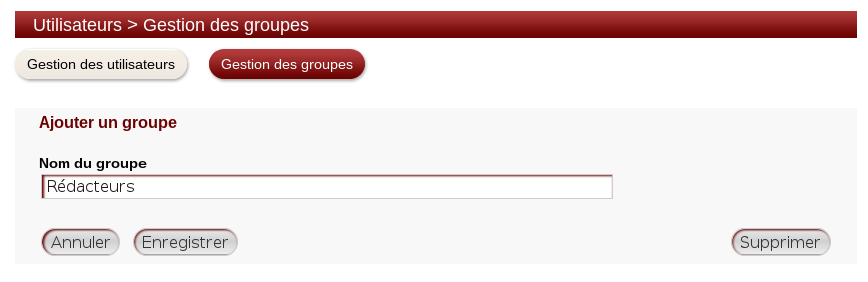 Utilisateurs > Gestion des groupes
Gestion des utilisateurs Gestion des groupes
Ajouter un groupe
Nom du groupe
Rédacteurs
Annuler Enregistrer Supprimer